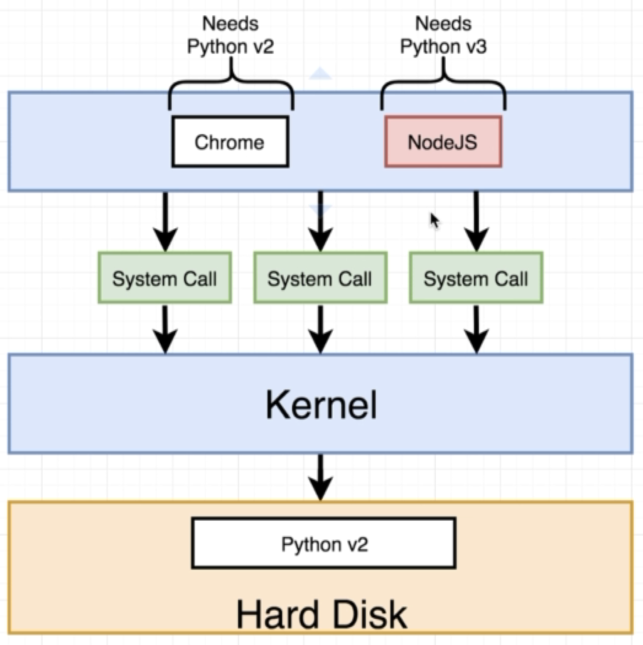 Needs
Python v2
Needs
Python v3
Chrome
NodeJS
System Call
System Call
System Call
Kernel
Python v2
Hard Disk